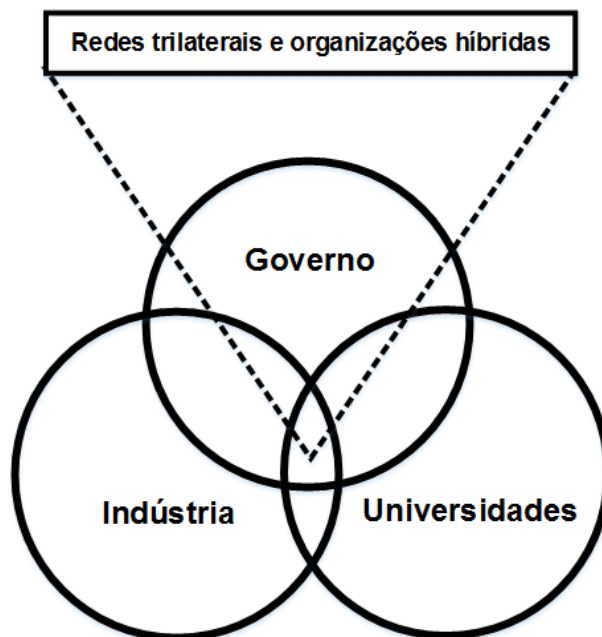 Redes trilaterais e organizações híbridas
Governo
Indústria
Universidades